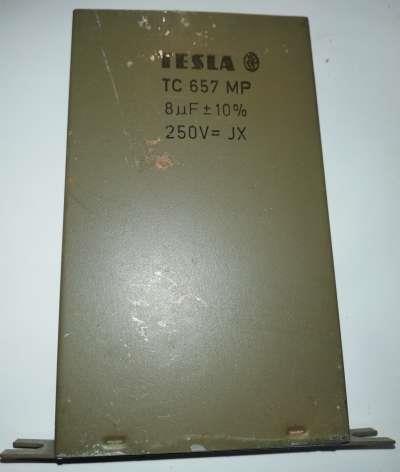 TESLA
TC 657 MP
8µF ± 10%
250V= JX